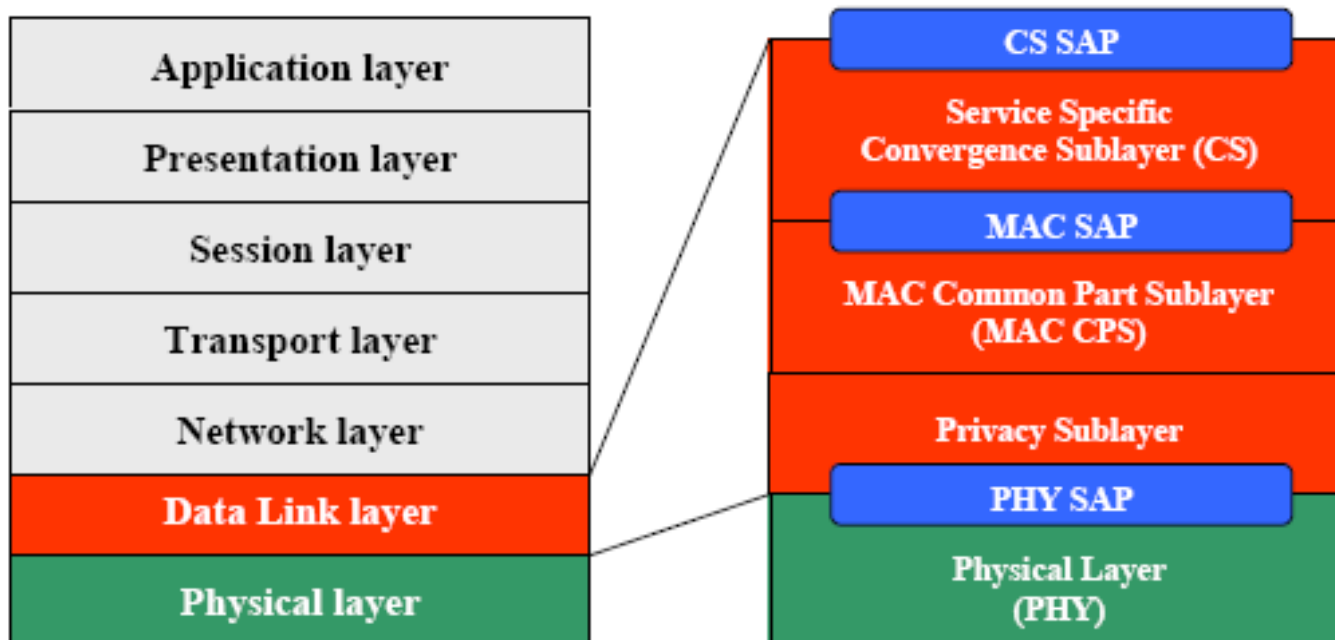 Application layer
Presentation layer
Session layer
Transport layer
Network layer
Data Link layer
Physical layer
CS SAP
Service Specific
Convergence Sublayer (CS)
MAC SAP
MAC Common Part Sublayer
(MAC CPS)
Privacy Sublayer
PHY SAP
Physical Layer
(PHY)